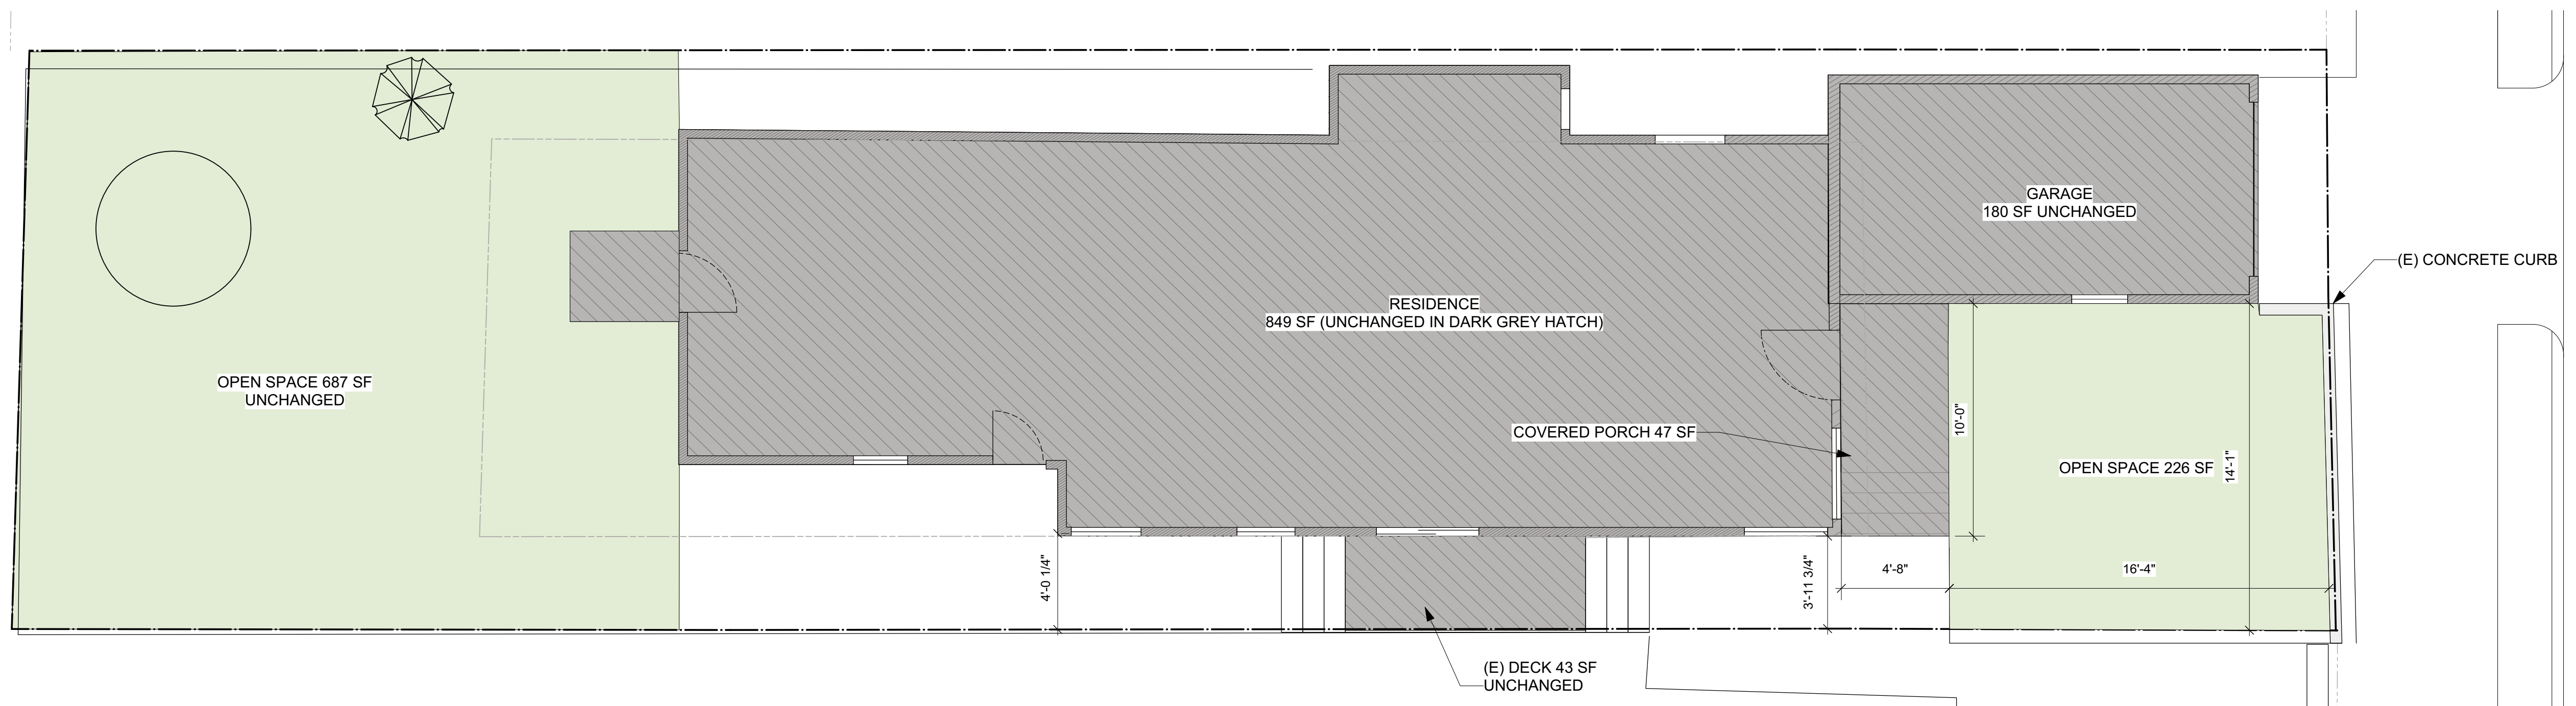 GARAGE
180 SF UNCHANGED
(E) CONCRETE CURB
RESIDENCE
849 SF (UNCHANGED IN DARK GREY HATCH)
OPEN SPACE 687 SF
UNCHANGED
COVERED PORCH 47 SF
10'-0"
OPEN SPACE 226 SF
14'-1"
4'-0 1/4"
3'-11 3/4"
4'-8"
16'-4"
(E) DECK 43 SF
UNCHANGED